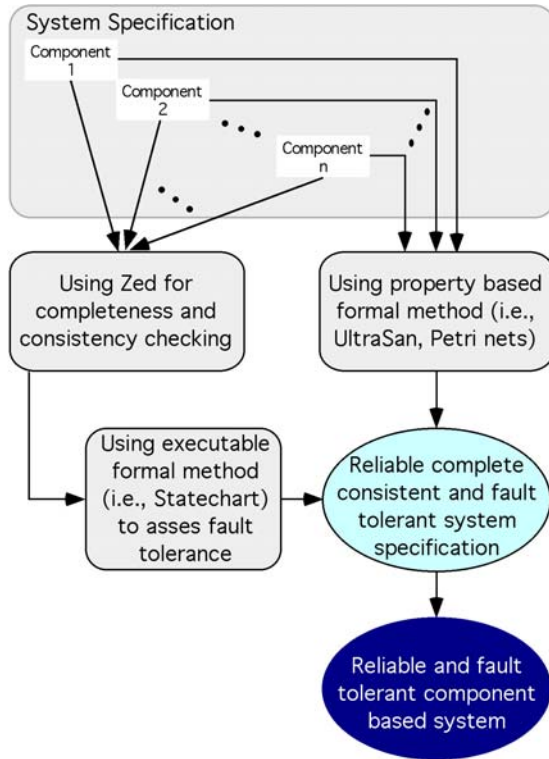 System Specification
Component
1
Component
2
Component
n
Using Zed for
completeness and
consistency checking
Using property based
formal method (i.e.,
UltraSan, Petri nets)
Using executable
formal method
(i.e., Statechart)
to asses fault
tolerance
Reliable complete
consistent and fault
tolerant system
specification
Reliable and fault
tolerant component
based system